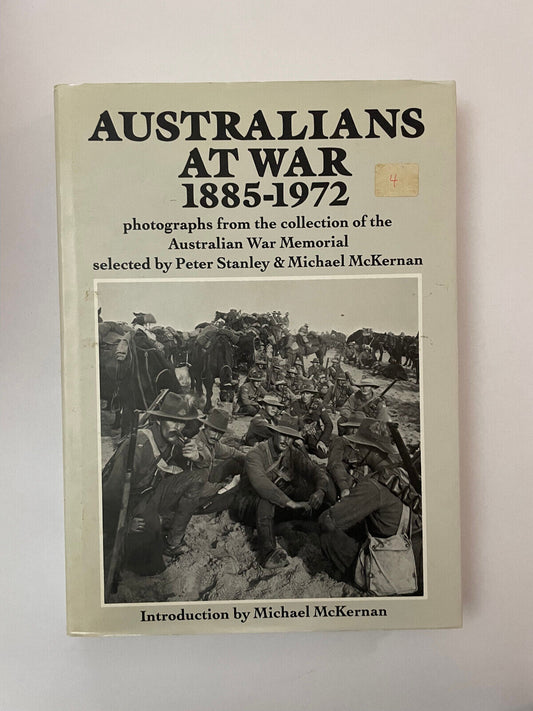 AUSTRALIANS
AT WAR
1885-1972
4
photographs from the collection of the
Australian War Memorial
selected by Peter Stanley & Michael McKernan
Introduction by Michael McKernan